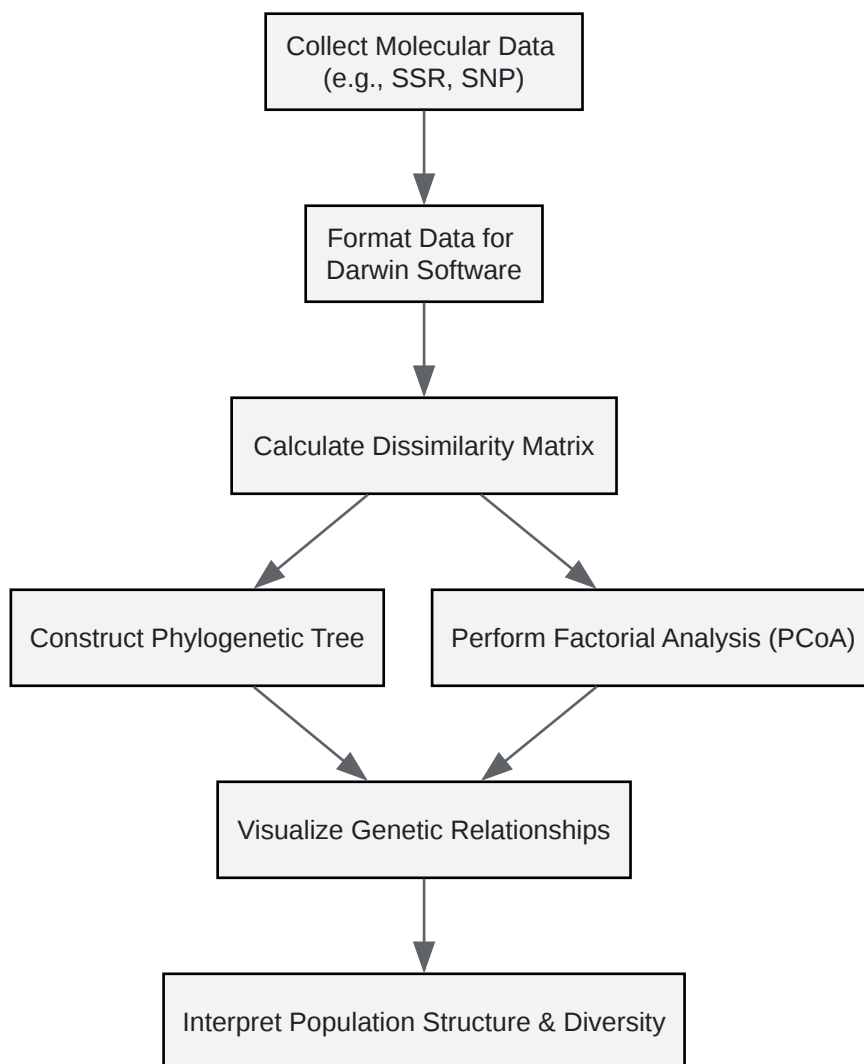 Collect Molecular Data
(e.g., SSR, SNP)
Format Data for
Darwin Software
Calculate Dissimilarity Matrix
Construct Phylogenetic Tree
Perform Factorial Analysis (PCoA)
Visualize Genetic Relationships
Interpret Population Structure & Diversity